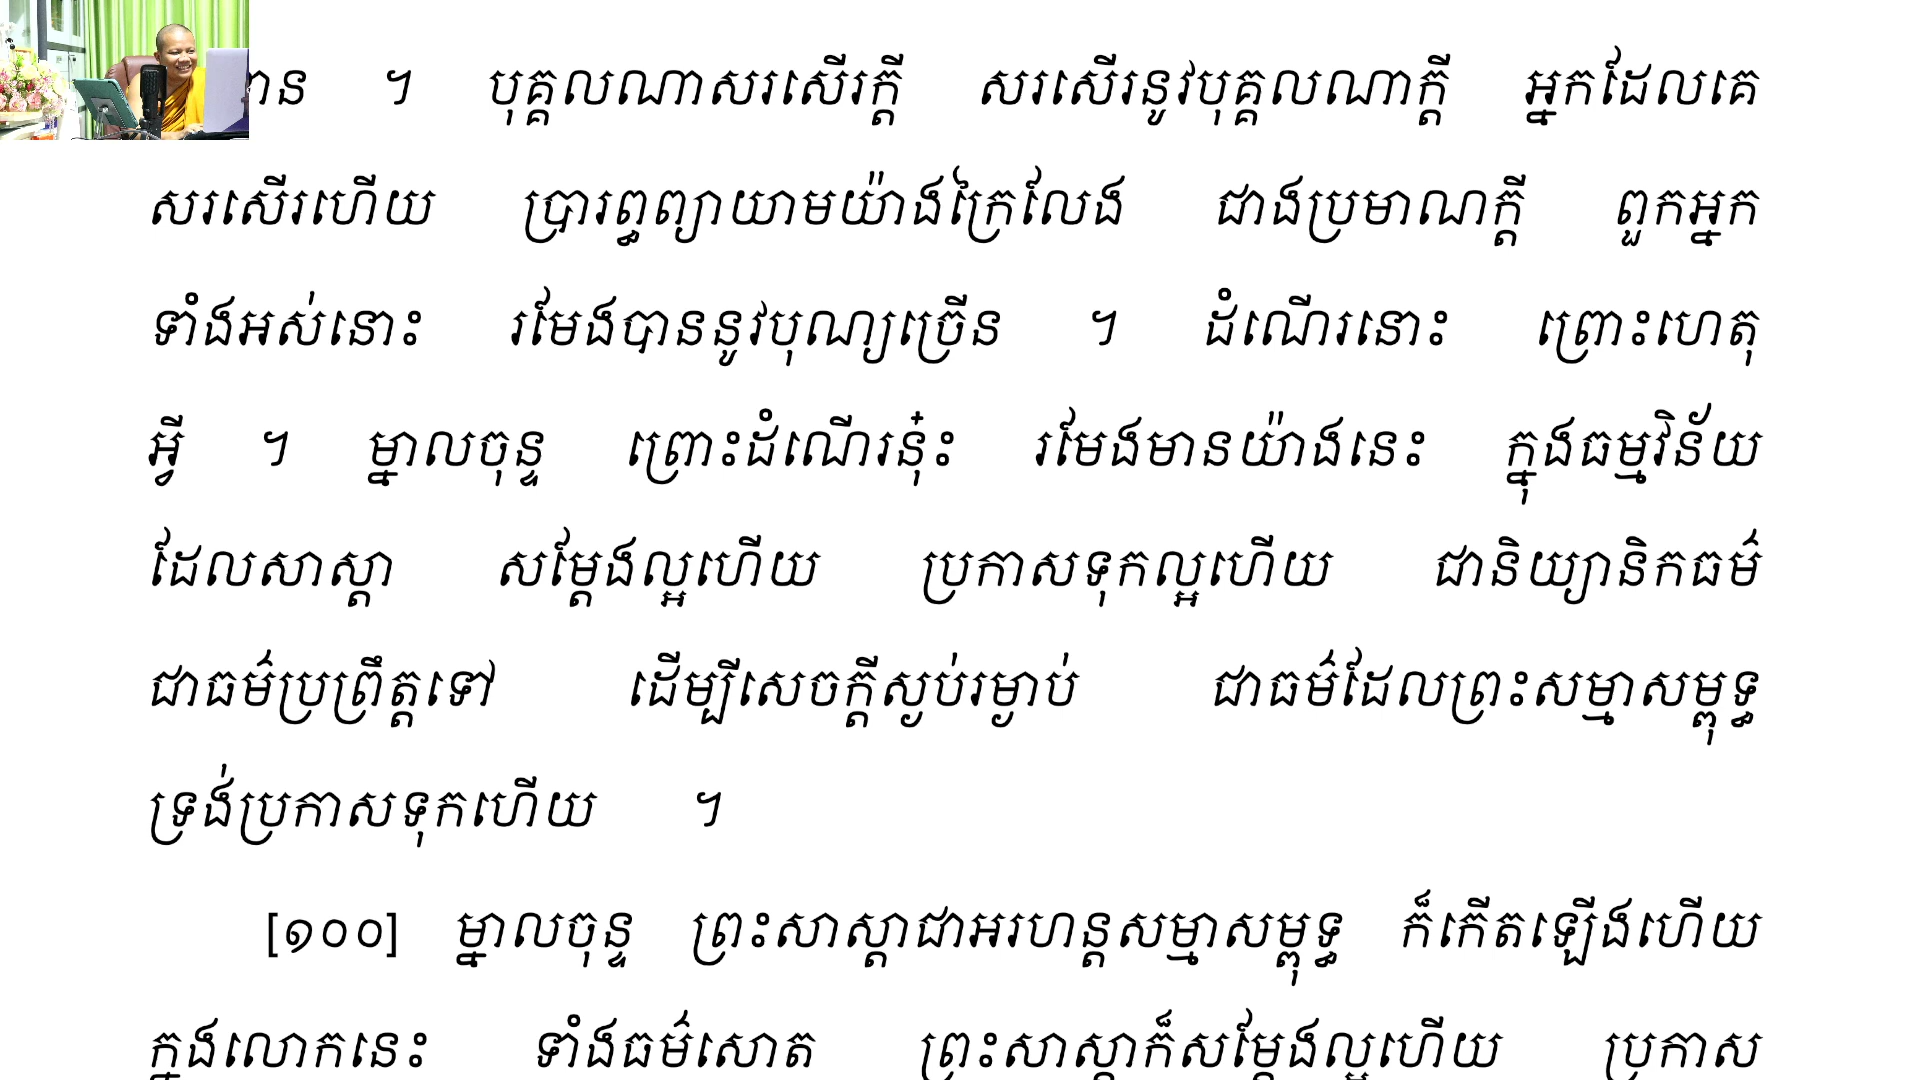 ាន ។ បុគ្គលណាសរសើរក្តី សរសើរនូវបុគ្គលណាក្តី អ្នកដែលគេ
សរសើរហើយ ប្រារព្ធព្យាយាមយ៉ាងក្រៃលែង ជាងប្រមាណក្តី ពួកអ្នក
ទាំងអស់នោះ រមែងបាននូវបុណ្យច្រើន ។ ដំណើរនោះ ព្រោះហេតុ
អ្វី ។ ម្នាលចុន្ទ ព្រោះដំណើរនុ៎ះ រមែងមានយ៉ាងនេះ ក្នុងធម្មវិន័យ
ដែលសាស្តា សម្តែងល្អហើយ ប្រកាសទុកល្អហើយ ជានិយ្យានិកធម៌
ជាធម៌ប្រព្រឹត្តទៅ ដើម្បីសេចក្តីស្ងប់រម្ងាប់ ជាធម៌ដែលព្រះសម្មាសម្ពុទ្ធ
ទ្រង់ប្រកាសទុកហើយ ។
[១០០] ម្នាលចុន្ទ ព្រះសាស្តាជាអរហន្តសម្មាសម្ពុទ្ធ ក៏កើតឡើងហើយ
ក្នុងលោកនេះ ទាំងធម៌សោត ព្រះសាស្តាក៏សម្តែងល្អហើយ ប្រកាស